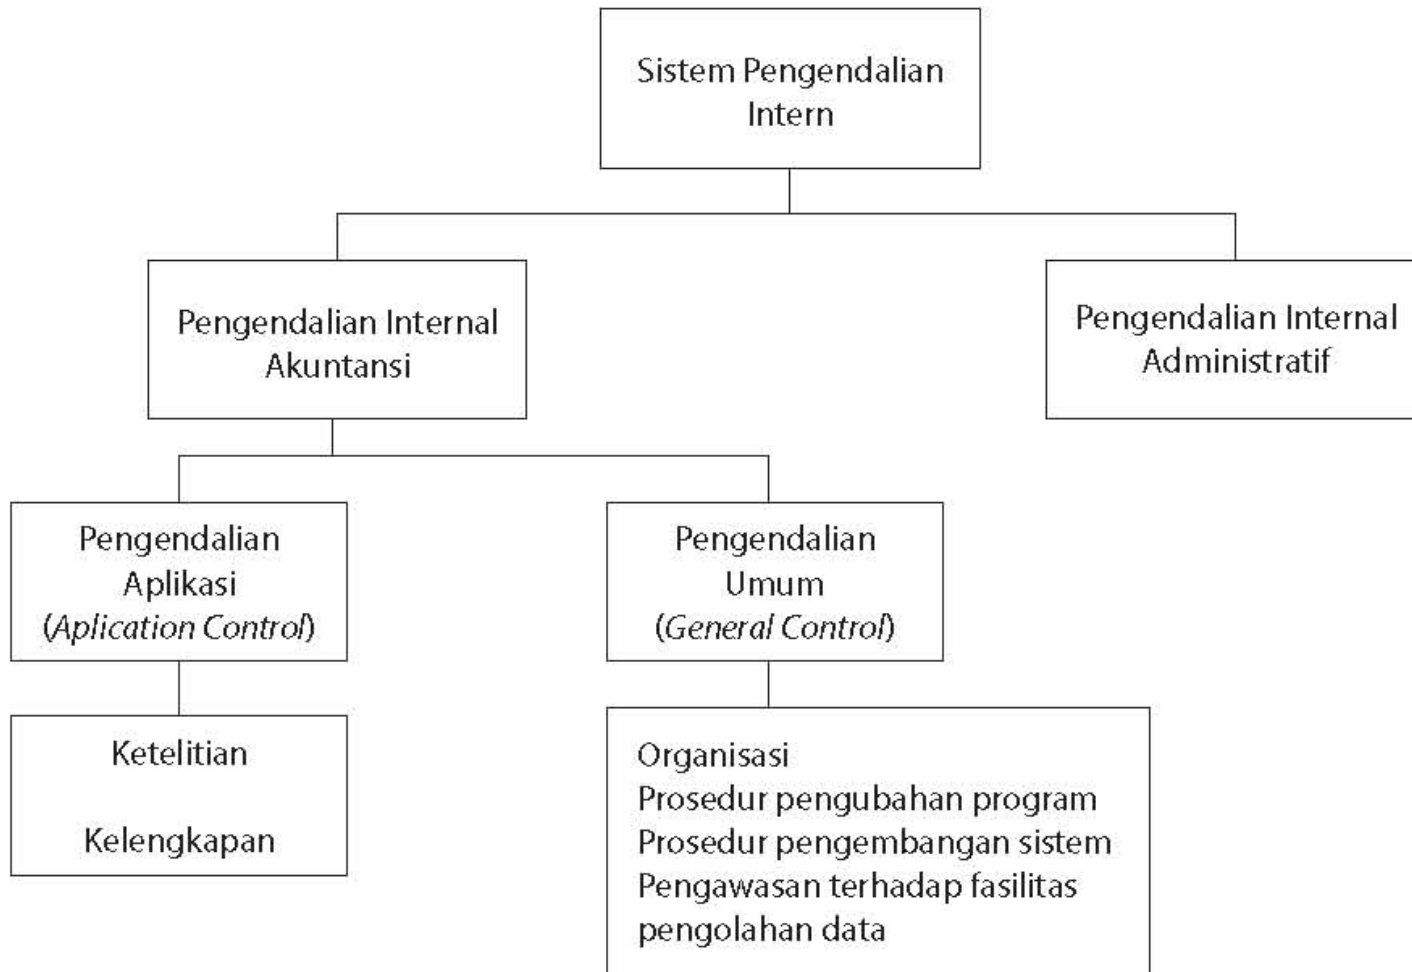 Sistem Pengendalian
Intern
Pengendalian Internal
Akuntansi
Pengendalian Internal
Administratif
Pengendalian
Aplikasi
(Aplication Control)
Pengendalian
Umum
(General Control)
Ketelitian
Kelengkapan
Organisasi
Prosedur pengubahan program
Prosedur pengembangan sistem
Pengawasan terhadap fasilitas
pengolahan data